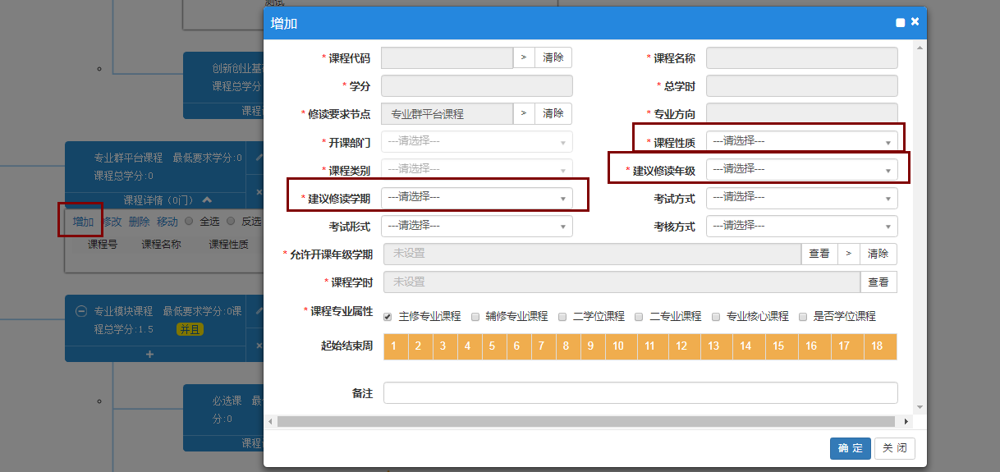 测试
增加
创新创业基
课程总学分
课程
专业群平台课程 最低要求学分:0
课程总学分:0
课程详情（0门）
增加 修改 删除 移动 全选 反选
课程号 课程名称 课程性质
专业模块课程 最低要求学分:0课
程总学分:1.5 并且
必选课 最
分:0
课程
* 课程代码 > 清除
* 课程名称
* 学分
* 总学时
* 修读要求节点 专业群平台课程 > 清除
* 专业方向
* 开课部门 ---请选择---
* 课程性质 ---请选择---
* 课程类别 ---请选择---
* 建议修读年级 ---请选择---
* 建议修读学期 ---请选择---
考试方式 ---请选择---
考试形式 ---请选择---
考核方式 ---请选择---
* 允许开课年级学期 未设置 查看 > 清除
* 课程学时 未设置 查看
* 课程专业属性 主修专业课程 辅修专业课程 二学位课程 二专业课程 专业核心课程 是否学位课程
起始结束周 1 2 3 4 5 6 7 8 9 10 11 12 13 14 15 16 17 18
备注
确 定 关 闭